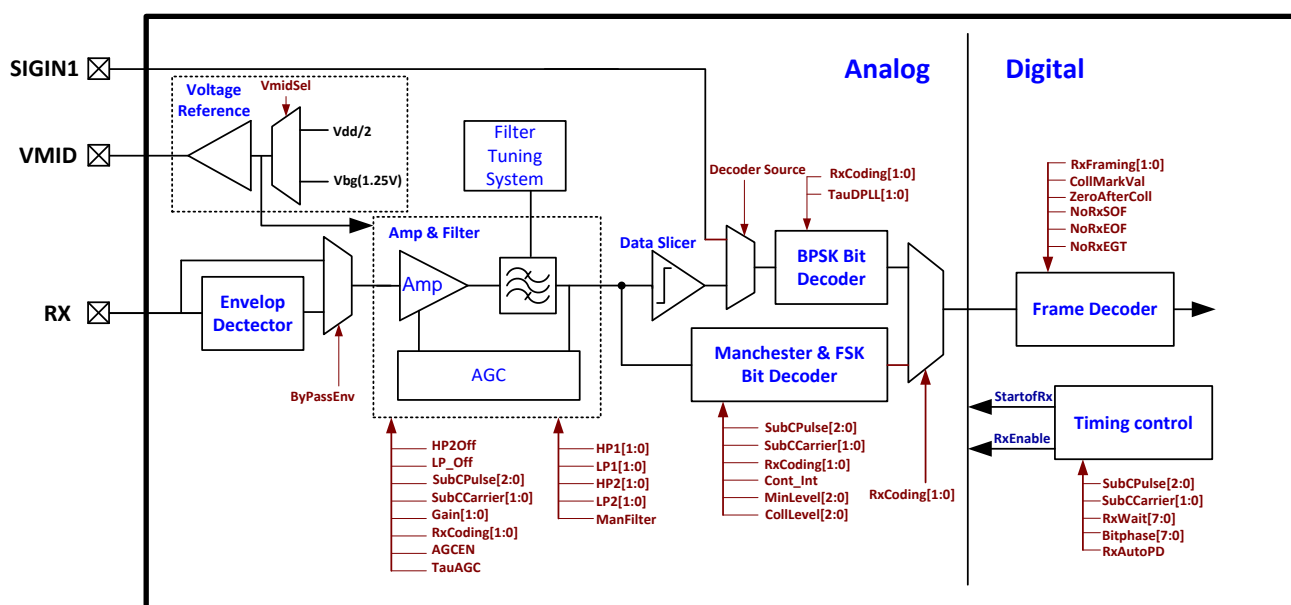 SIGIN1
VMID
RX
Analog
Digital
Voltage
Reference
VmidSel
Vdd/2
Vbg(1.25V)
Filter
Tuning
System
Envelop
Dectector
ByPassEnv
Amp & Filter
Amp
AGC
HP2Off
LP_Off
SubCPulse[2:0]
SubCCarrier[1:0]
Gain[1:0]
RxCoding[1:0]
AGCEN
TauAGC
HP1[1:0]
LP1[1:0]
HP2[1:0]
LP2[1:0]
ManFilter
Data Slicer
Decoder Source
RxCoding[1:0]
TauDPLL[1:0]
BPSK Bit
Decoder
Manchester & FSK
Bit Decoder
SubCPulse[2:0]
SubCCarrier[1:0]
RxCoding[1:0]
Cont_Int
MinLevel[2:0]
CollLevel[2:0]
RxCoding[1:0]
RxFraming[1:0]
CollMarkVal
ZeroAfterColl
NoRxSOF
NoRxEOF
NoRxEGT
Frame Decoder
StartofRx
RxEnable
Timing control
SubCPulse[2:0]
SubCCarrier[1:0]
RxWait[7:0]
Bitphase[7:0]
RxAutoPD